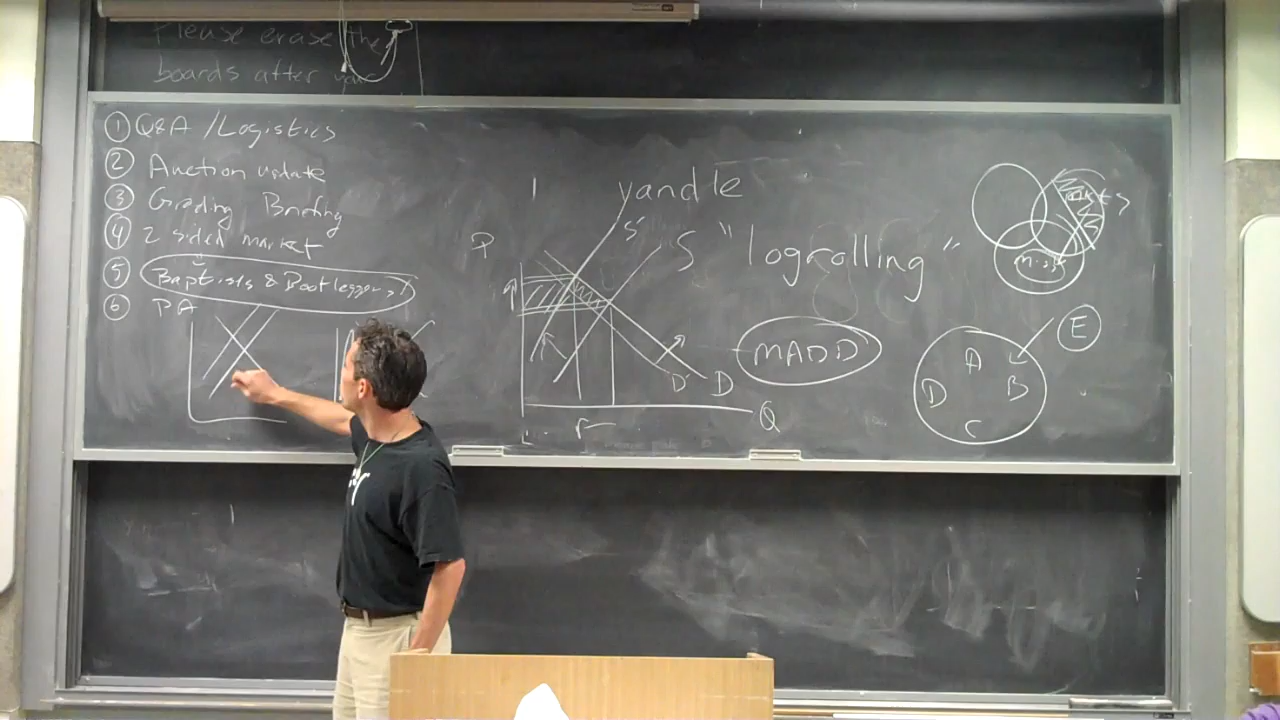 Please erase the
boards after your
① Q&A / Logistics
② Auction update
③ Grading Briefing
④ 2 sided market
⑤ Baptists & Bootleggers
⑥ PA
yandle
P
S'
S
"logrolling"
MADD
D'
D
Q
E
A
D
B
C